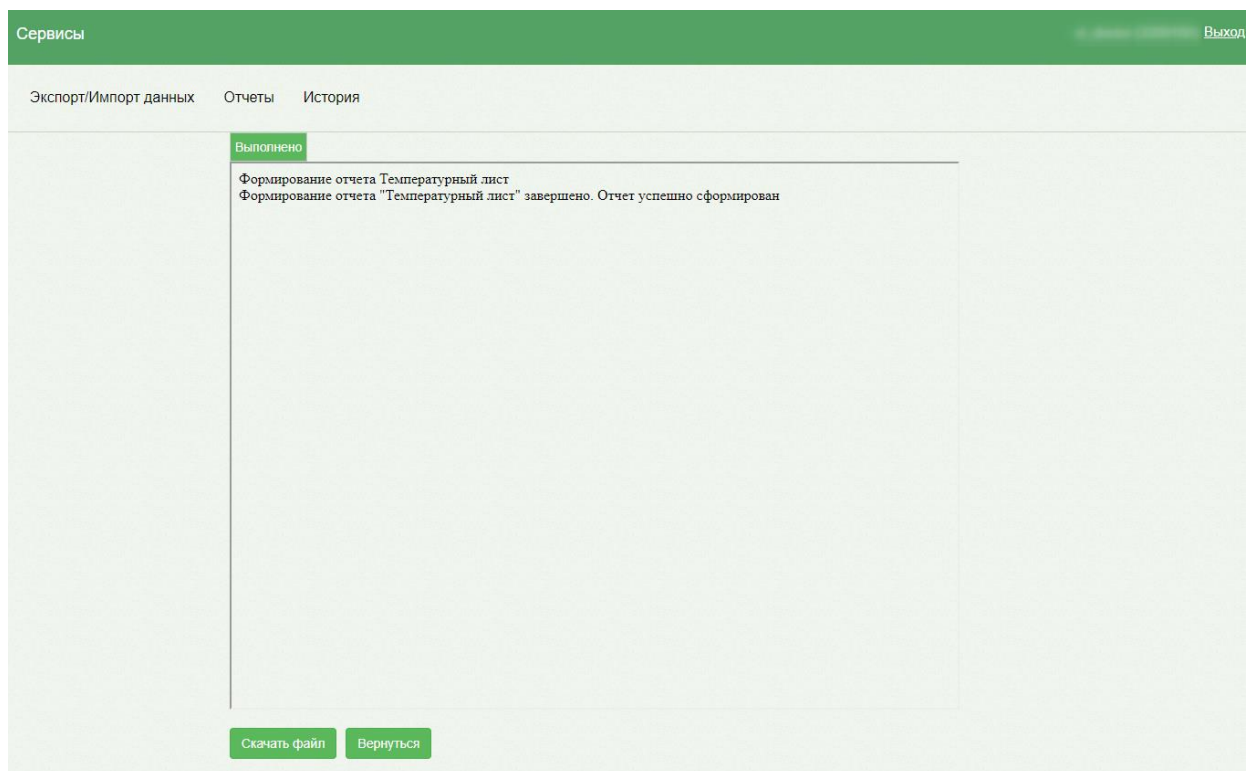 Сервисы
Выход
Экспорт/Импорт данных Отчеты История
Выполнено
Формирование отчета Температурный лист
Формирование отчета "Температурный лист" завершено. Отчет успешно сформирован
Скачать файл Вернуться